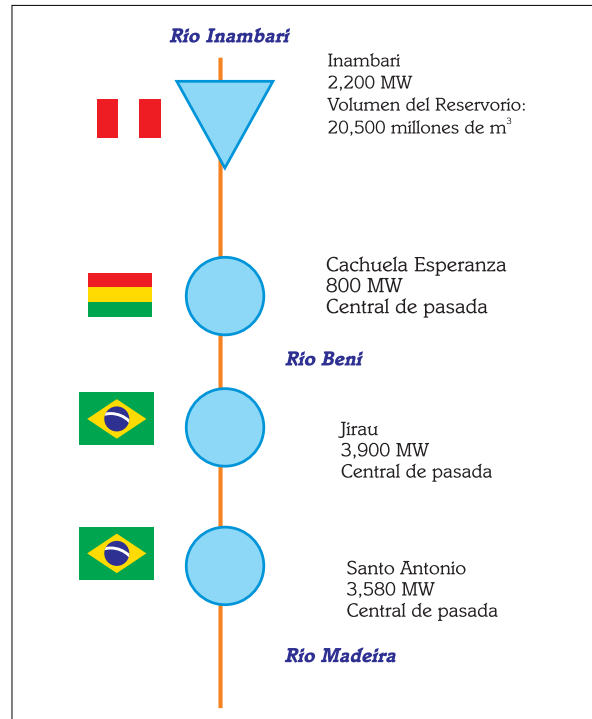 Río Inambari
Inambari
2,200 MW
Volumen del Reservorio:
20,500 millones de m³
Cachuela Esperanza
800 MW
Central de pasada
Río Beni
Jirau
3,900 MW
Central de pasada
Santo Antonio
3,580 MW
Central de pasada
Río Madeira